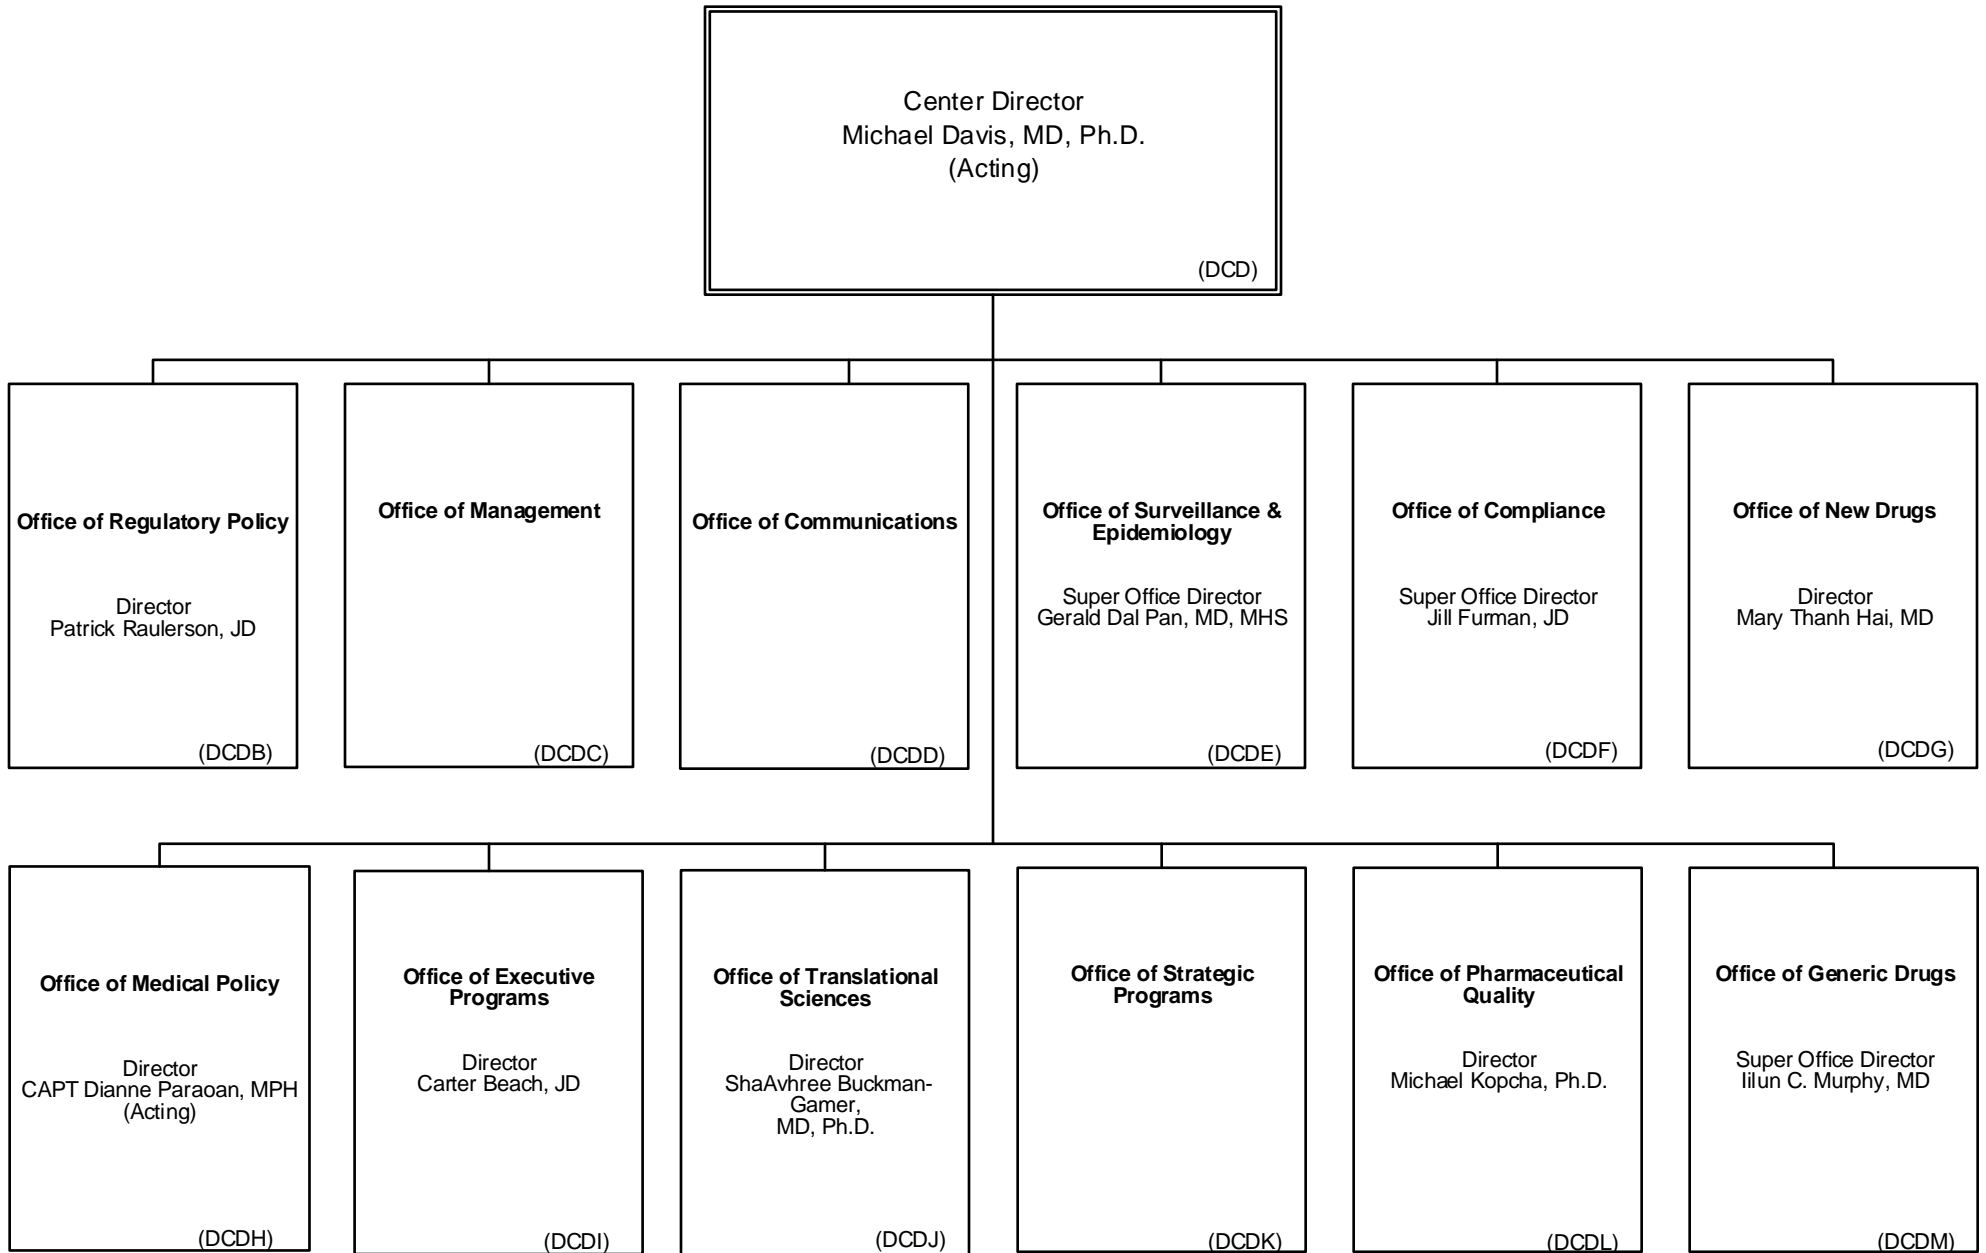 Center Director
Michael Davis, MD, Ph.D.
(Acting)
(DCD)
Office of Regulatory Policy
Director
Patrick Raulerson, JD
(DCDB)
Office of Management
(DCDC)
Office of Communications
(DCDD)
Office of Surveillance &
Epidemiology
Super Office Director
Gerald Dal Pan, MD, MHS
(DCDE)
Office of Compliance
Super Office Director
Jill Furman, JD
(DCDF)
Office of New Drugs
Director
Mary Thanh Hai, MD
(DCDG)
Office of Medical Policy
Director
CAPT Dianne Paraoan, MPH
(Acting)
(DCDH)
Office of Executive
Programs
Director
Carter Beach, JD
(DCDI)
Office of Translational
Sciences
Director
ShaAvhree Buckman-
Garner,
MD, Ph.D.
(DCDJ)
Office of Strategic
Programs
(DCDK)
Office of Pharmaceutical
Quality
Director
Michael Kopcha, Ph.D.
(DCDL)
Office of Generic Drugs
Super Office Director
Iilun C. Murphy, MD
(DCDM)